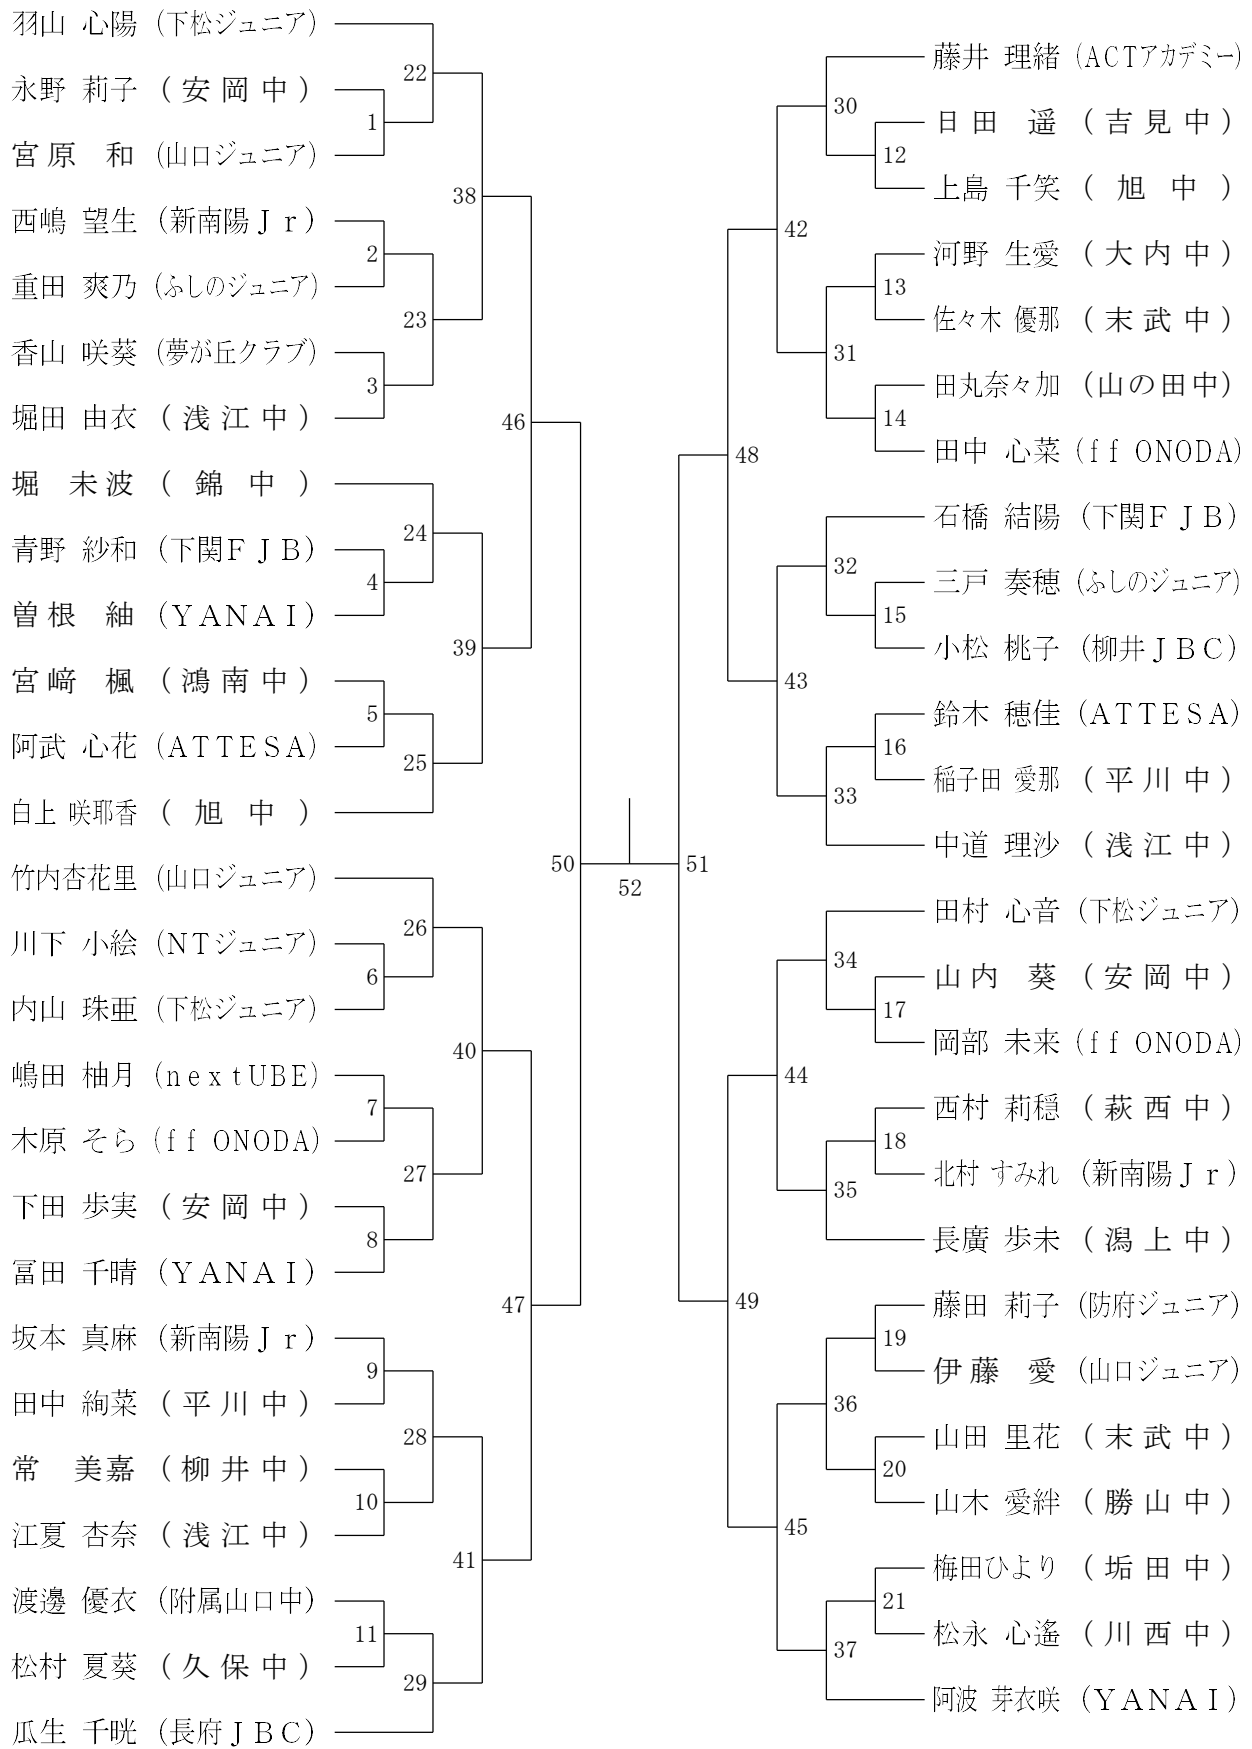 羽山 心陽 (下松ジュニア)
永野 莉子 (安岡中)
宮原 和 (山口ジュニア)
西嶋 望生 (新南陽Ｊｒ)
重田 爽乃 (ふしのジュニア)
香山 咲葵 (夢が丘クラブ)
堀田 由衣 (浅江中)
堀 未波 (錦中)
青野 紗和 (下関ＦＪＢ)
曽根 紬 (ＹＡＮＡＩ)
宮﨑 楓 (鴻南中)
阿武 心花 (ＡＴＴＥＳＡ)
白上 咲耶香 (旭中)
竹内杏花里 (山口ジュニア)
川下 小絵 (ＮＴジュニア)
内山 珠亜 (下松ジュニア)
嶋田 柚月 (ｎｅｘｔＵＢＥ)
木原 そら (ｆｆ ＯＮＯＤＡ)
下田 歩実 (安岡中)
冨田 千晴 (ＹＡＮＡＩ)
坂本 真麻 (新南陽Ｊｒ)
田中 絢菜 (平川中)
常 美嘉 (柳井中)
江夏 杏奈 (浅江中)
渡邊 優衣 (附属山口中)
松村 夏葵 (久保中)
瓜生 千晄 (長府ＪＢＣ)
1
2
3
4
5
6
7
8
9
10
11
22
23
24
25
26
27
28
29
38
39
40
41
46
47
50
52
51
48
49
42
43
44
45
30
31
32
33
34
35
36
37
12
13
14
15
16
17
18
19
20
21
藤井 理緒 (ＡＣＴアカデミー)
日田 遥 (吉見中)
上島 千笑 (旭中)
河野 生愛 (大内中)
佐々木 優那 (末武中)
田丸奈々加 (山の田中)
田中 心菜 (ｆｆ ＯＮＯＤＡ)
石橋 結陽 (下関ＦＪＢ)
三戸 奏穂 (ふしのジュニア)
小松 桃子 (柳井ＪＢＣ)
鈴木 穂佳 (ＡＴＴＥＳＡ)
稲子田 愛那 (平川中)
中道 理沙 (浅江中)
田村 心音 (下松ジュニア)
山内 葵 (安岡中)
岡部 未来 (ｆｆ ＯＮＯＤＡ)
西村 莉穏 (萩西中)
北村 すみれ (新南陽Ｊｒ)
長廣 歩未 (潟上中)
藤田 莉子 (防府ジュニア)
伊藤 愛 (山口ジュニア)
山田 里花 (末武中)
山木 愛絆 (勝山中)
梅田ひより (垢田中)
松永 心遙 (川西中)
阿波 芽衣咲 (ＹＡＮＡＩ)